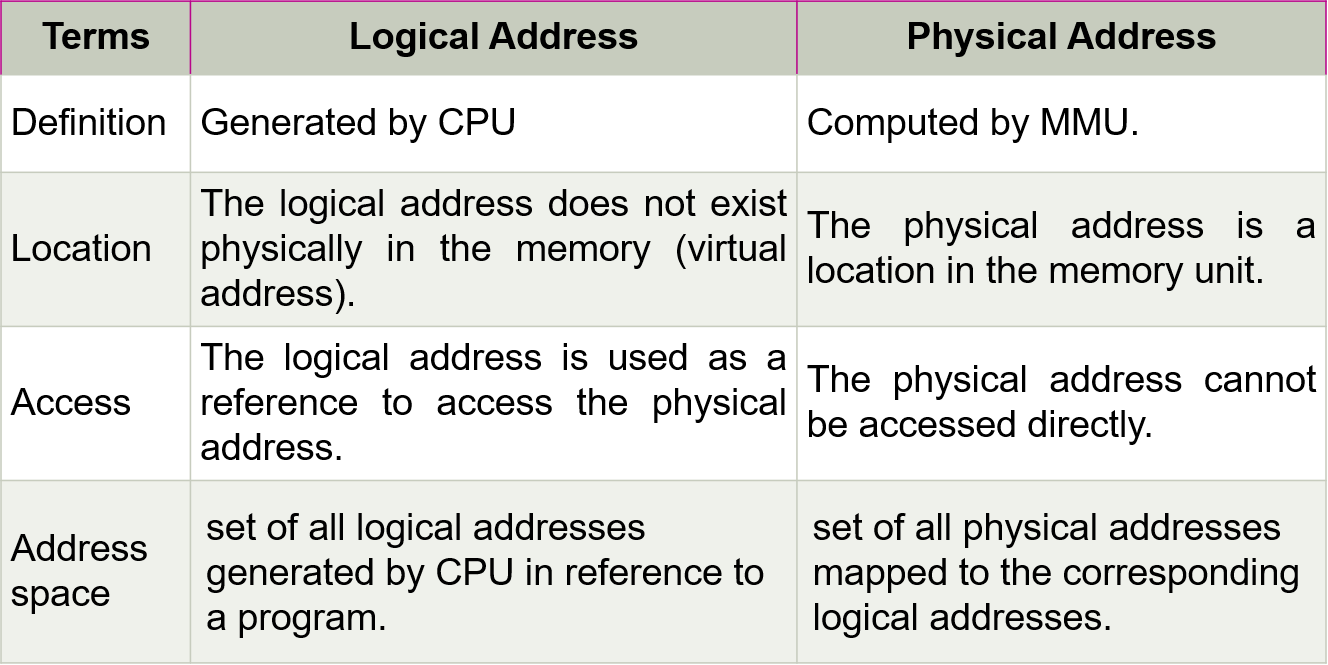 Terms
Logical Address
Physical Address
Definition
Generated by CPU
Computed by MMU.
Location
The logical address does not exist
physically in the memory (virtual
address).
The physical address is a
location in the memory unit.
Access
The logical address is used as a
reference to access the physical
address.
The physical address cannot
be accessed directly.
Address
space
set of all logical addresses
generated by CPU in reference to
a program.
set of all physical addresses
mapped to the corresponding
logical addresses.